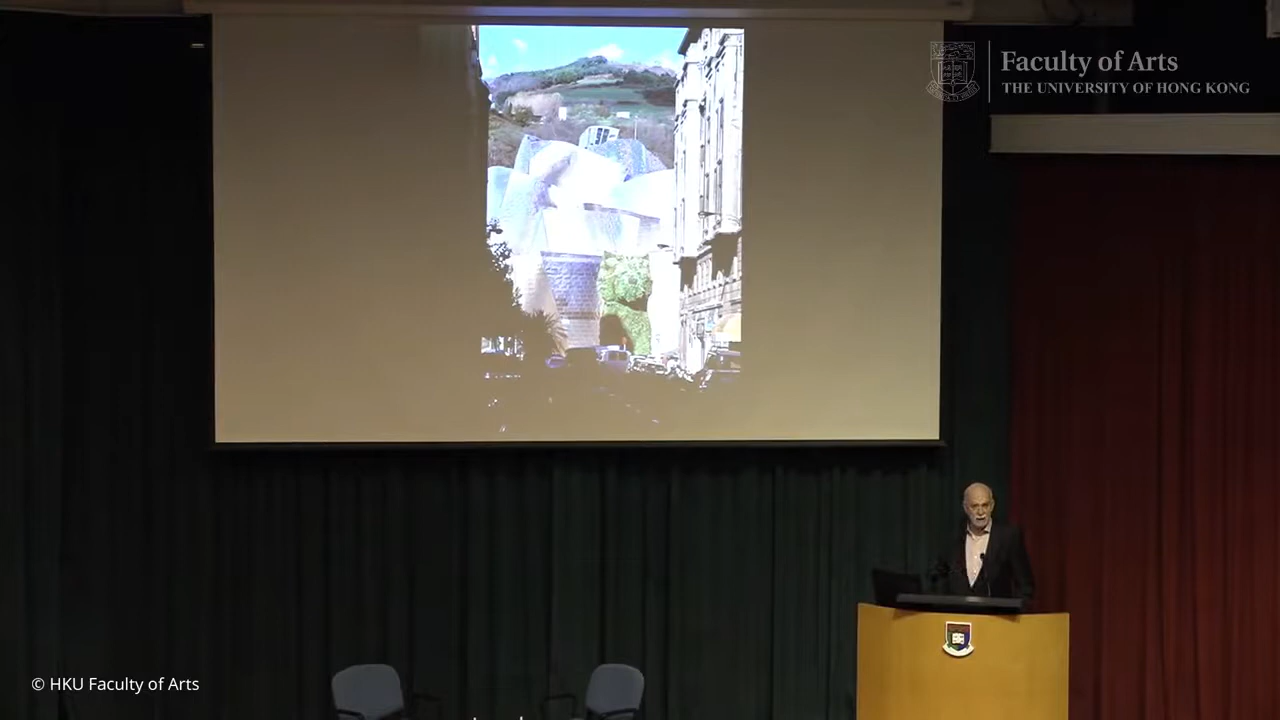 Faculty of Arts
THE UNIVERSITY OF HONG KONG
© HKU Faculty of Arts